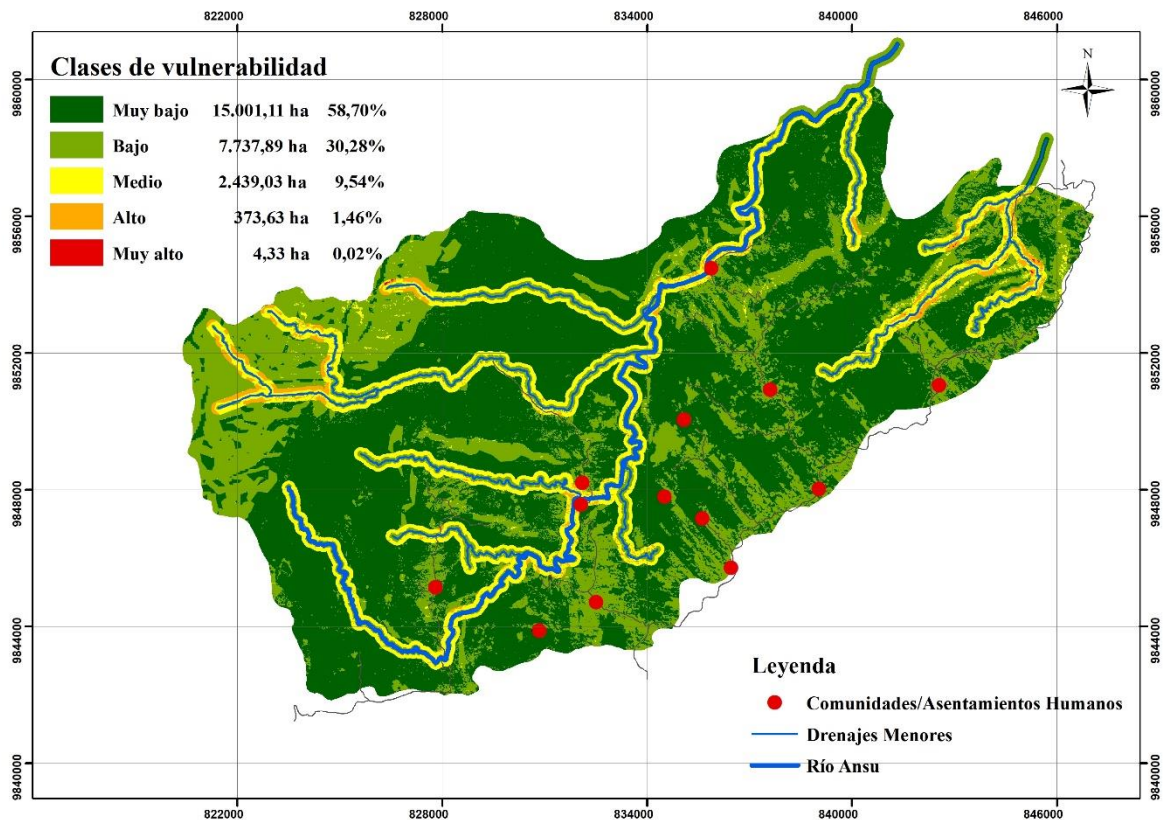 822000 828000 834000 840000 846000
N
Clases de vulnerabilidad
Muy bajo 15.001,11 ha 58,70%
Bajo 7.737,89 ha 30,28%
Medio 2.439,03 ha 9,54%
Alto 373,63 ha 1,46%
Muy alto 4,33 ha 0,02%
9860000 9860000
9856000 9856000
9852000 9852000
9848000 9848000
9844000 9844000
9840000 9840000
Leyenda
Comunidades/Asentamientos Humanos
Drenajes Menores
Río Ansu
822000 828000 834000 840000 846000